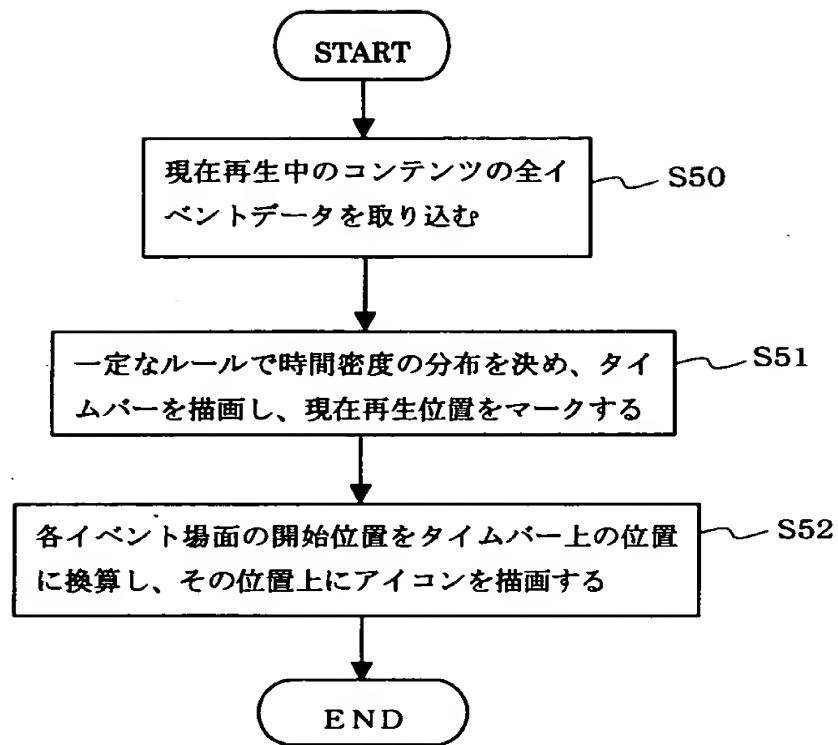 START
現在再生中のコンテンツの全イ
ベントデータを取り込む
S50
一定なルールで時間密度の分布を決め、タイ
ムバーを描画し、現在再生位置をマークする
S51
各イベント場面の開始位置をタイムバー上の位置
に換算し、その位置上にアイコンを描画する
S52
END